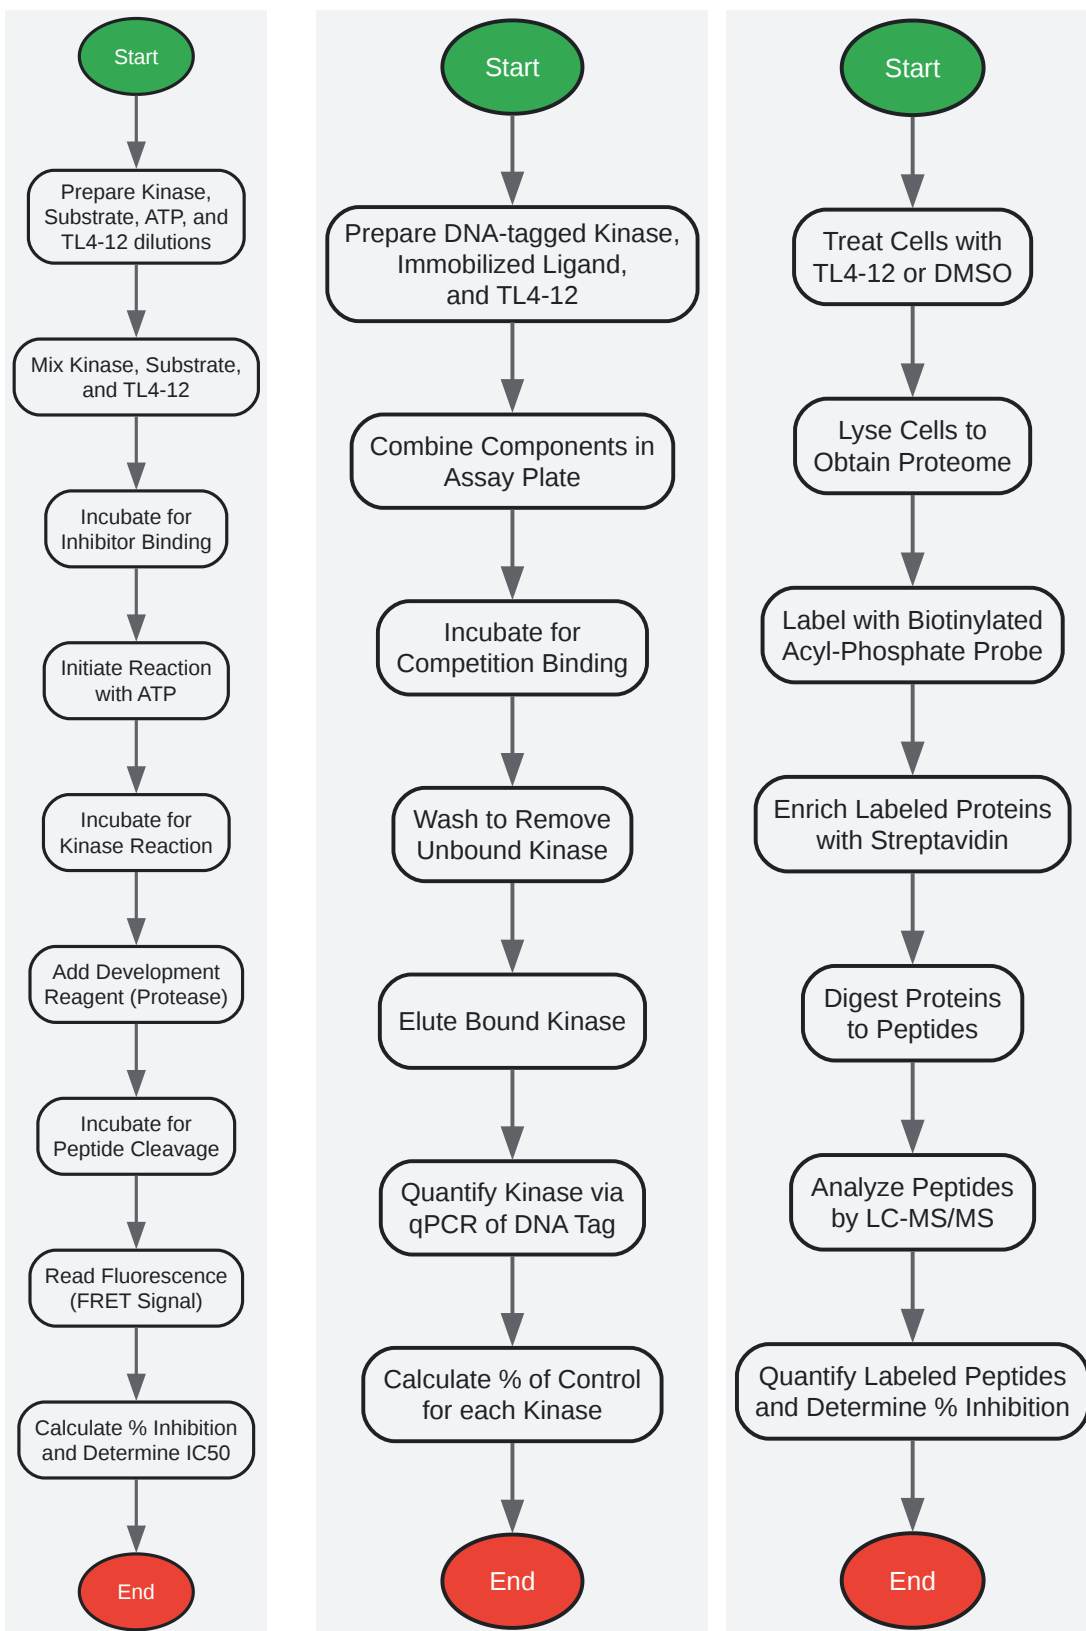 Start
Prepare Kinase,
Substrate, ATP, and
TL4-12 dilutions
Mix Kinase, Substrate,
and TL4-12
Incubate for
Inhibitor Binding
Initiate Reaction
with ATP
Incubate for
Kinase Reaction
Add Development
Reagent (Protease)
Incubate for
Peptide Cleavage
Read Fluorescence
(FRET Signal)
Calculate % Inhibition
and Determine IC50
End
Start
Prepare DNA-tagged Kinase,
Immobilized Ligand,
and TL4-12
Combine Components in
Assay Plate
Incubate for
Competition Binding
Wash to Remove
Unbound Kinase
Elute Bound Kinase
Quantify Kinase via
qPCR of DNA Tag
Calculate % of Control
for each Kinase
End
Start
Treat Cells with
TL4-12 or DMSO
Lyse Cells to
Obtain Proteome
Label with Biotinylated
Acyl-Phosphate Probe
Enrich Labeled Proteins
with Streptavidin
Digest Proteins
to Peptides
Analyze Peptides
by LC-MS/MS
Quantify Labeled Peptides
and Determine % Inhibition
End